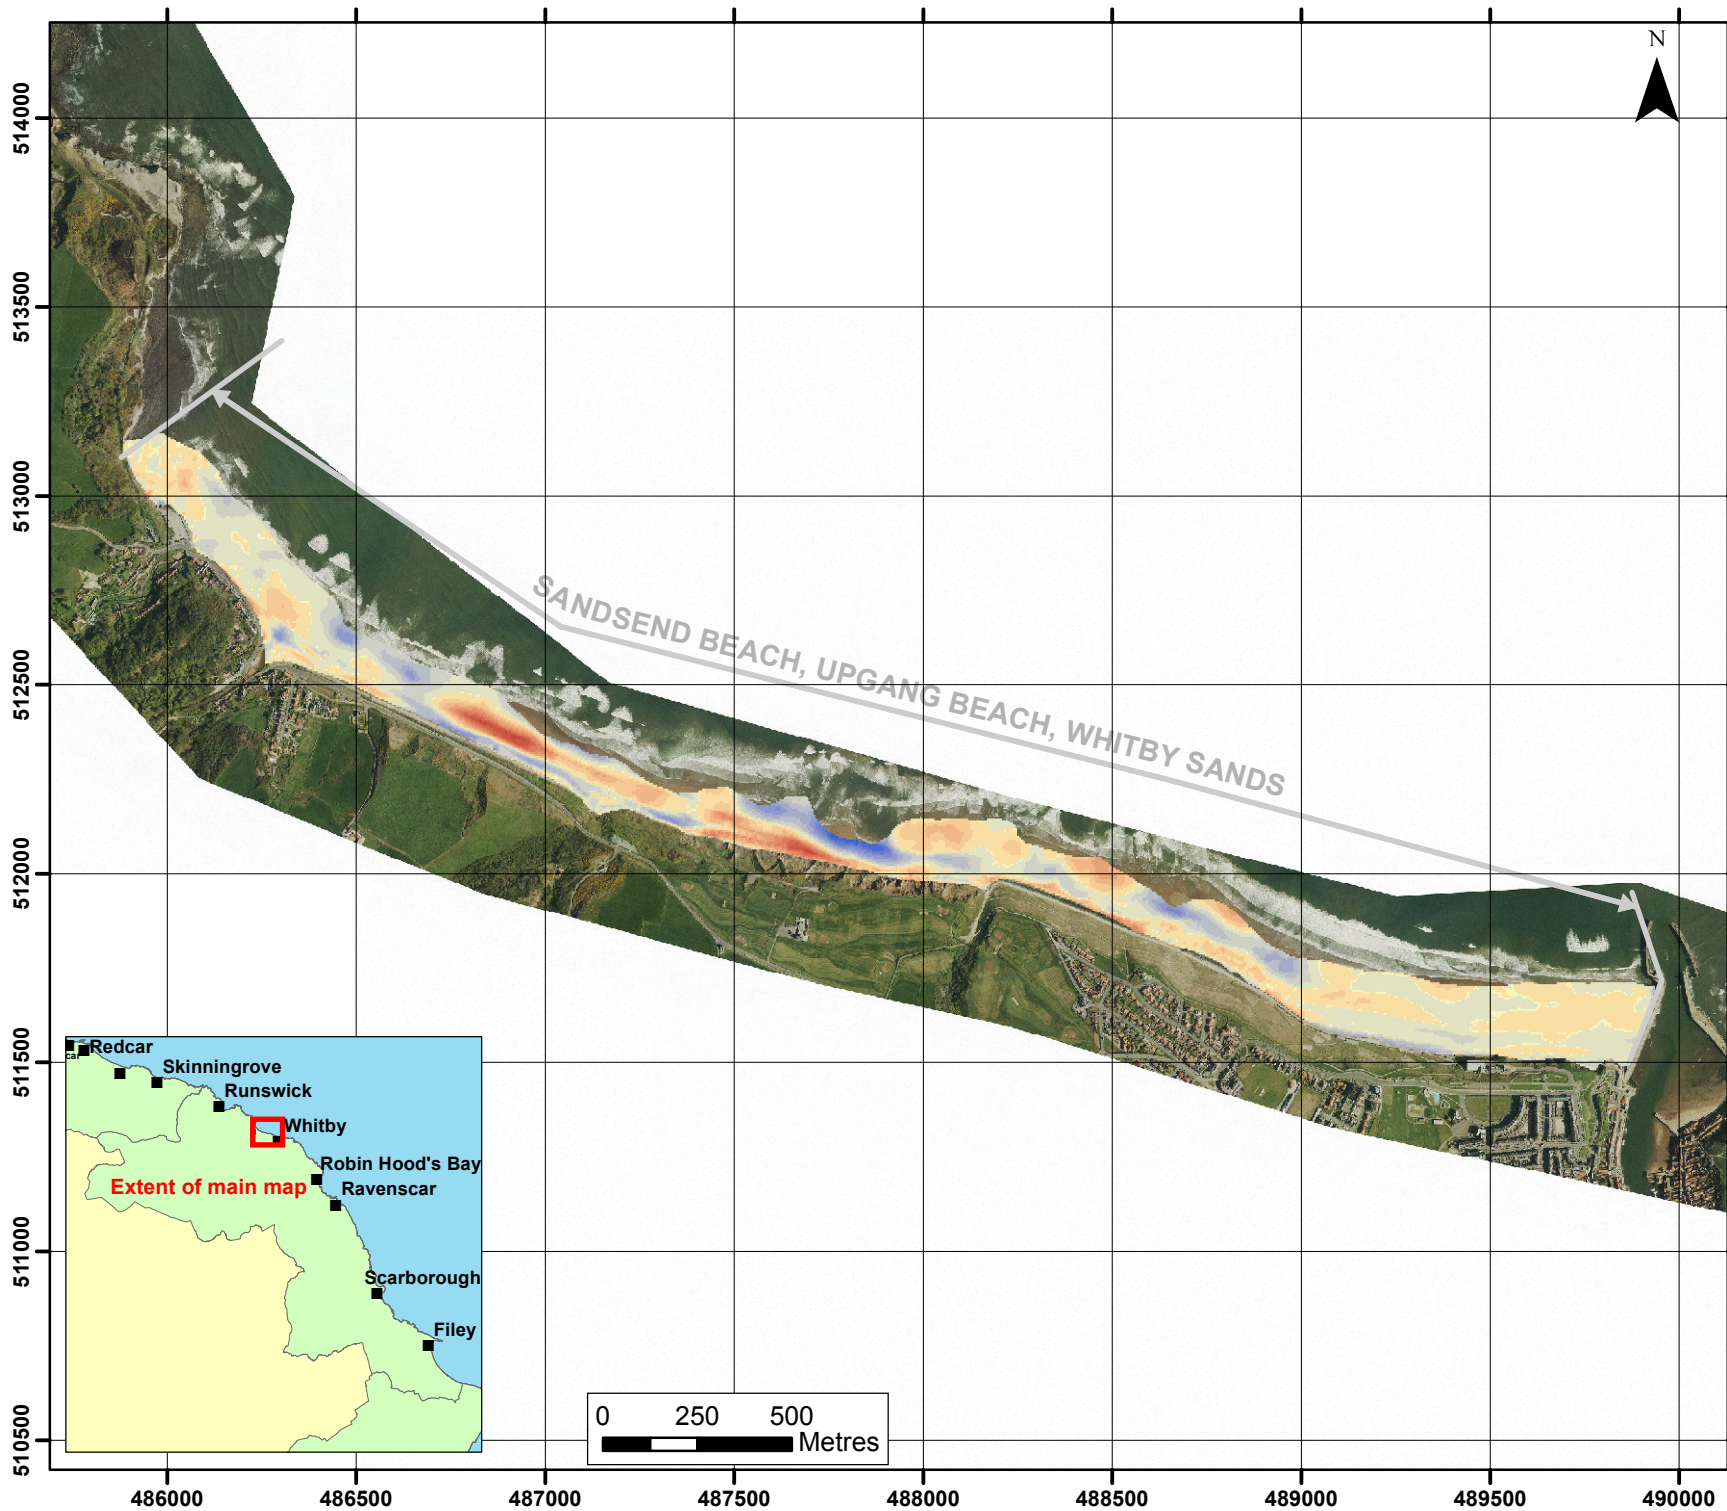 N
514000
513500
513000
512500
512000
511500
511000
510500
SANDSEND BEACH, UPGANG BEACH, WHITBY SANDS
car
Redcar
Skinningrove
Runswick
Whitby
Robin Hood's Bay
Extent of main map
Ravenscar
Scarborough
Filey
0 250 500
Metres
486000 486500 487000 487500 488000 488500 489000 489500 490000